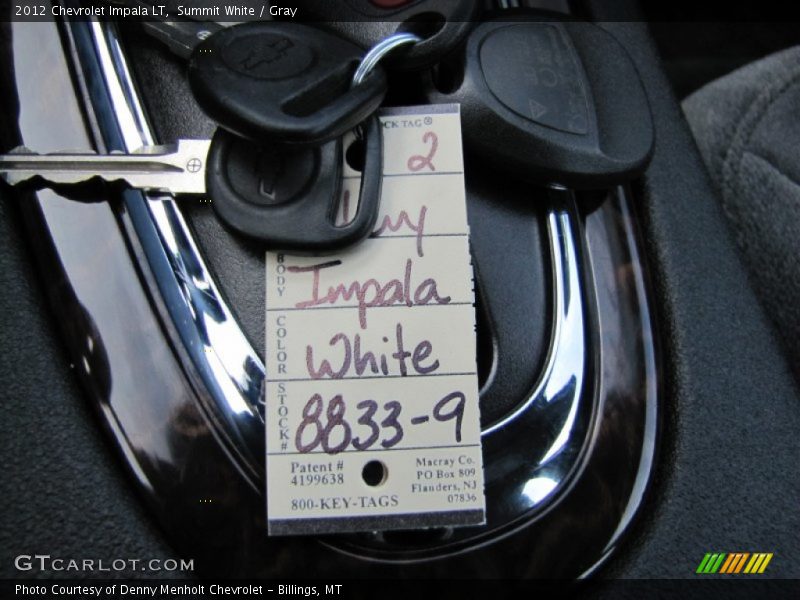 2012 Chevrolet Impala LT, Summit White / Gray
CK TAG®
2
BODY Impala
COLOR White
STOCK# 8833-9
Patent #
4199638
Macray Co.
PO Box 809
Flanders, NJ
07836
800-KEY-TAGS
GTCARLOT.COM
Photo Courtesy of Denny Menholt Chevrolet - Billings, MT